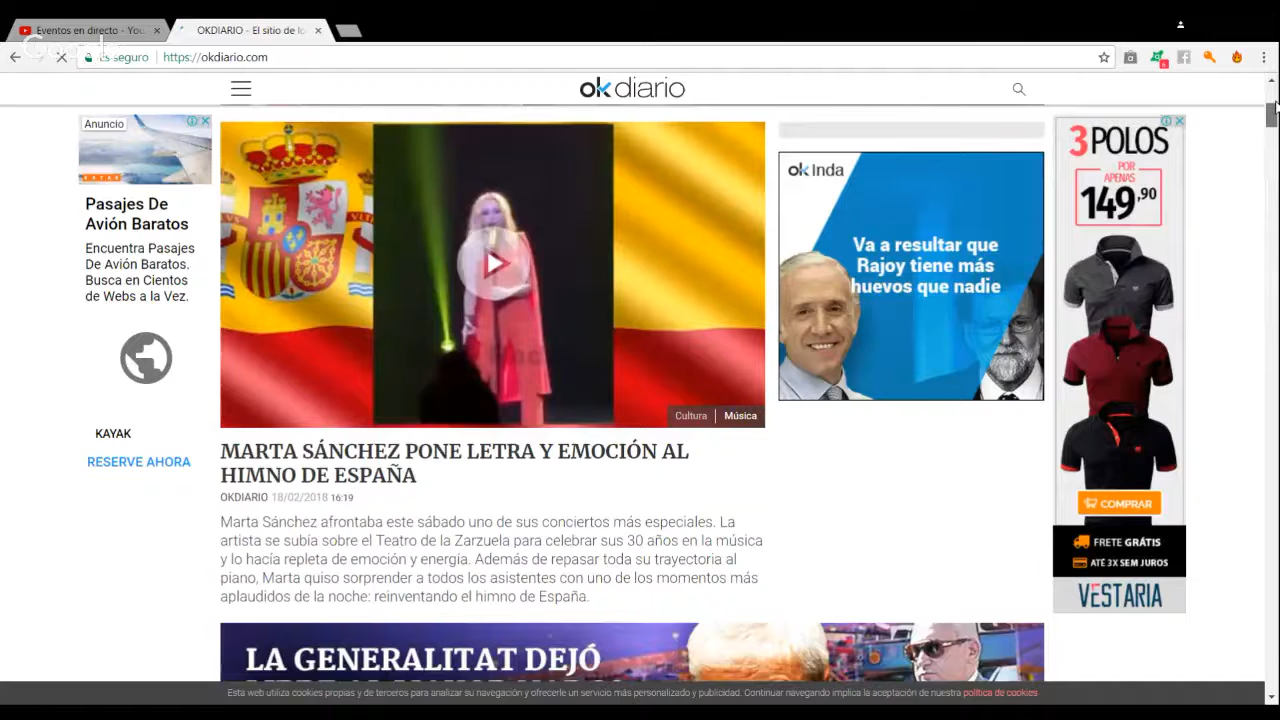 Eventos en directo - You
OKDIARIO - El sitio de lo
Es seguro
https://okdiario.com
okdiario
Anuncio
Pasajes De
Avión Baratos
Encuentra Pasajes
De Avión Baratos.
Busca en Cientos
de Webs a la Vez.
KAYAK
RESERVE AHORA
Cultura | Música
MARTA SÁNCHEZ PONE LETRA Y EMOCIÓN AL
HIMNO DE ESPAÑA
OKDIARIO 18/02/2018 16:19
Marta Sánchez afrontaba este sábado uno de sus conciertos más especiales. La
artista se subía sobre el Teatro de la Zarzuela para celebrar sus 30 años en la música
y lo hacía repleta de emoción y energía. Además de repasar toda su trayectoria al
piano, Marta quiso sorprender a todos los asistentes con uno de los momentos más
aplaudidos de la noche: reinventando el himno de España.
ok Inda
Va a resultar que
Rajoy tiene más
huevos que nadie
3 POLOS
POR
APENAS
149,90
COMPRAR
FRETE GRÁTIS
ATÉ 3X SEM JUROS
VESTARIA
LA GENERALITAT DEJÓ
Esta web utiliza cookies propias y de terceros para analizar su navegación y ofrecerle un servicio más personalizado y publicidad. Continuar navegando implica la aceptación de nuestra política de cookies